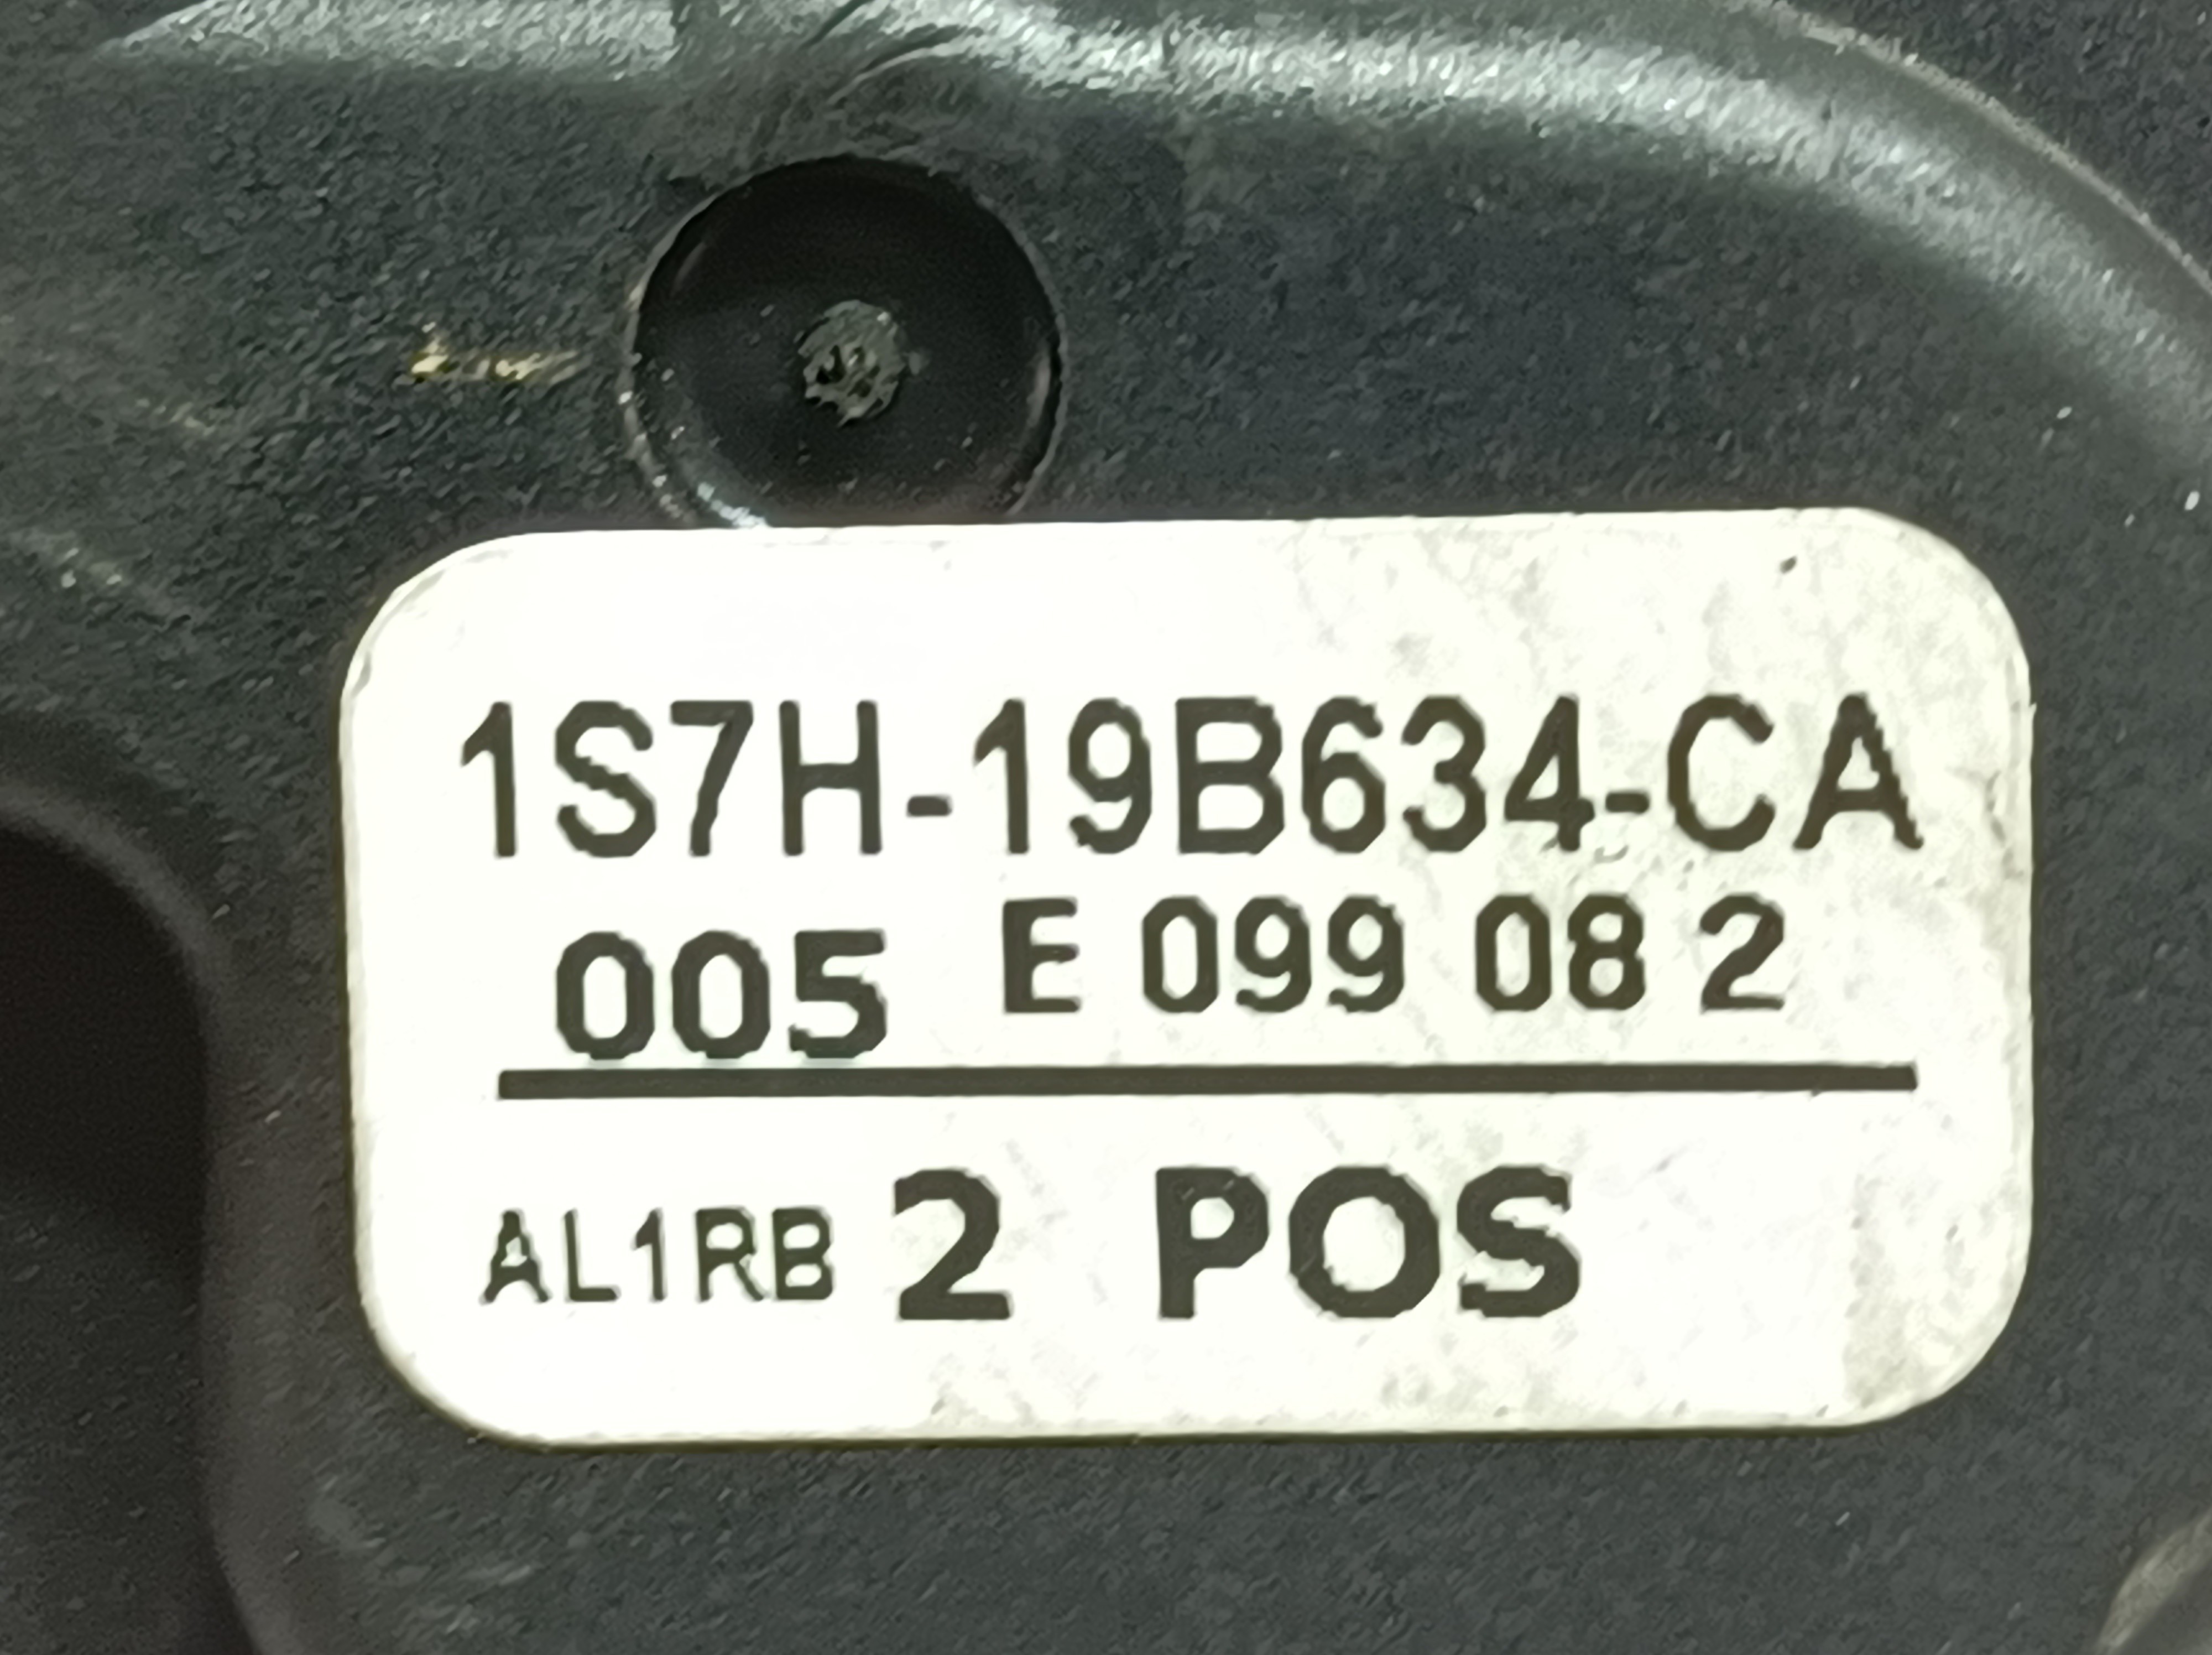 1S7H-19B634-CA
005 E 099 08 2
AL1RB 2 POS